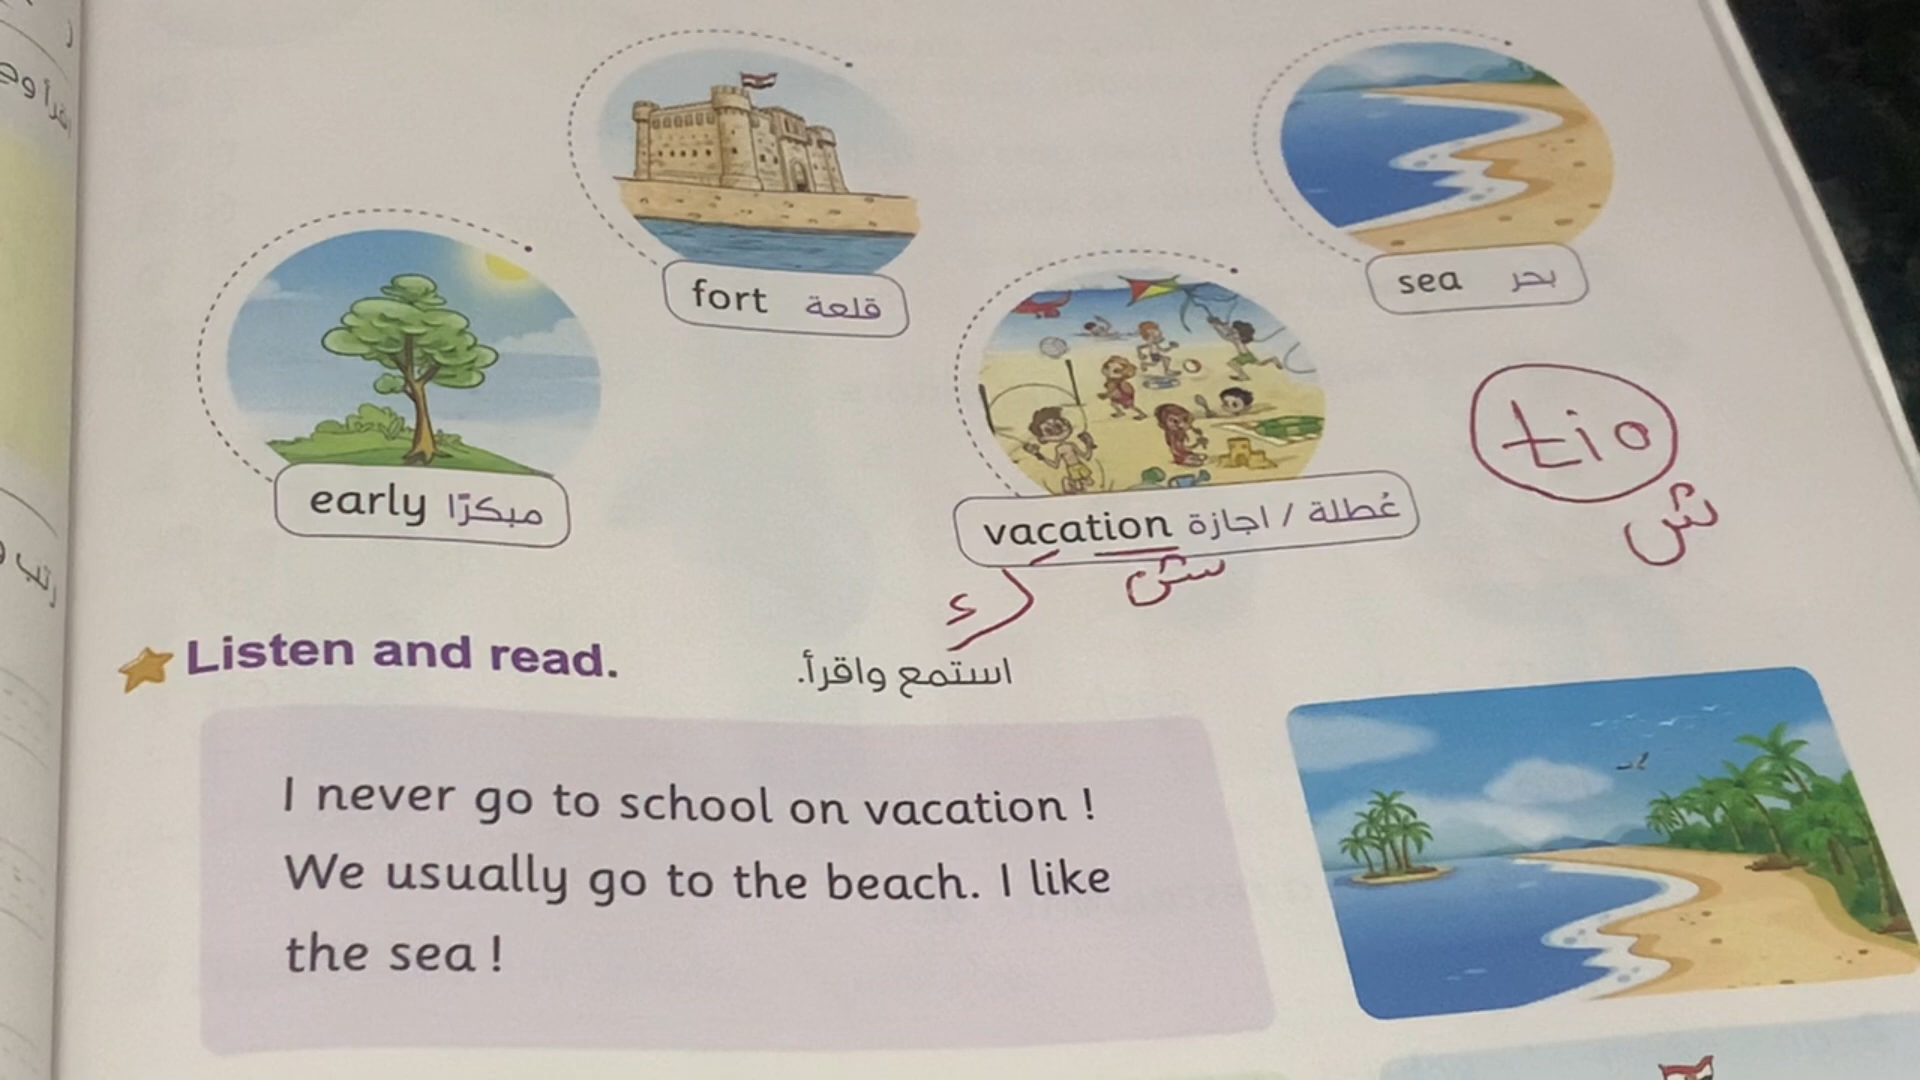 fort قلعة
sea بحر
early مبكرًا
vacation عُطلة / اجازة
tio
ش
ك
ش
Listen and read.
استمع واقرأ.
I never go to school on vacation !
We usually go to the beach. I like
the sea !